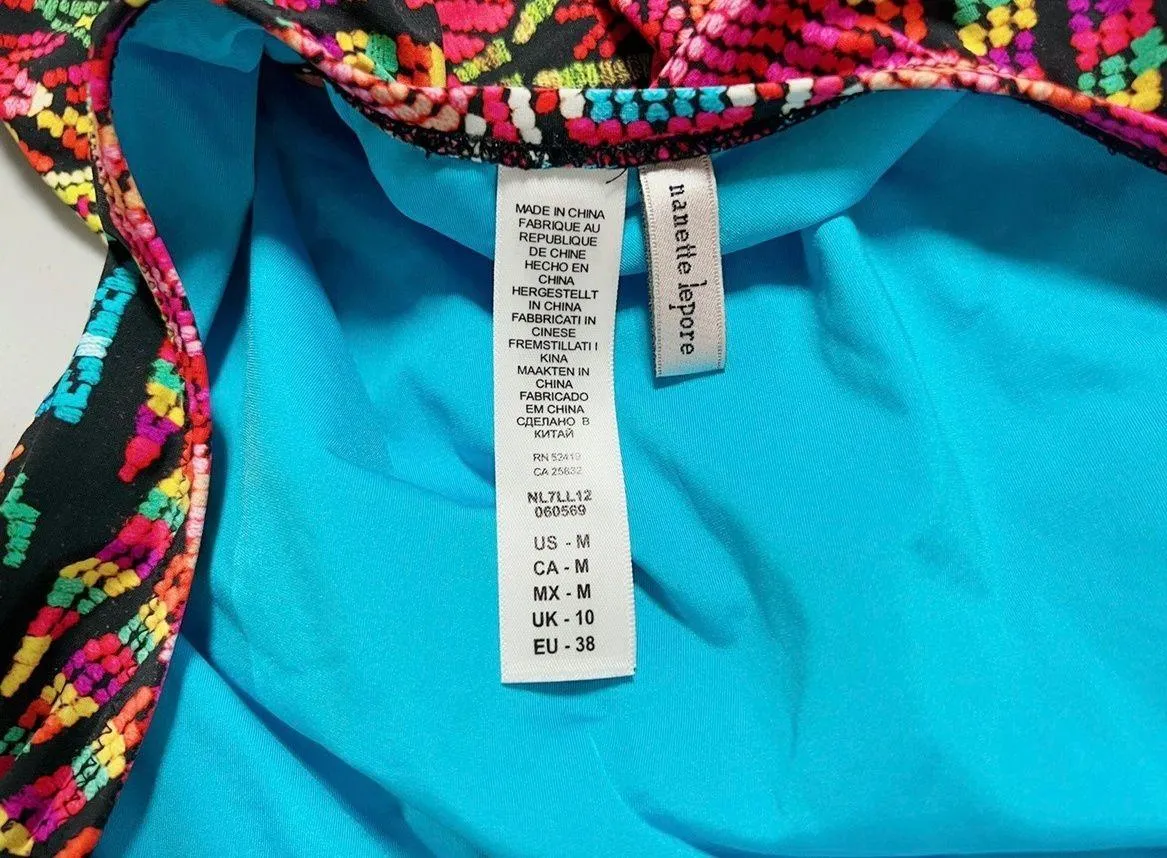 MADE IN CHINA
FABRIQUE AU
REPUBLIQUE
DE CHINE
HECHO EN
CHINA
HERGESTELLT
IN CHINA
FABBRICATI IN
CINESE
FREMSTILLATI I
KINA
MAAKTEN IN
CHINA
FABRICADO
EM CHINA
СДЕЛАНО В
КИТАЙ
RN 52419
CA 25832
NL7LL12
060569
US - M
CA - M
MX - M
UK - 10
EU - 38
nanette lepore